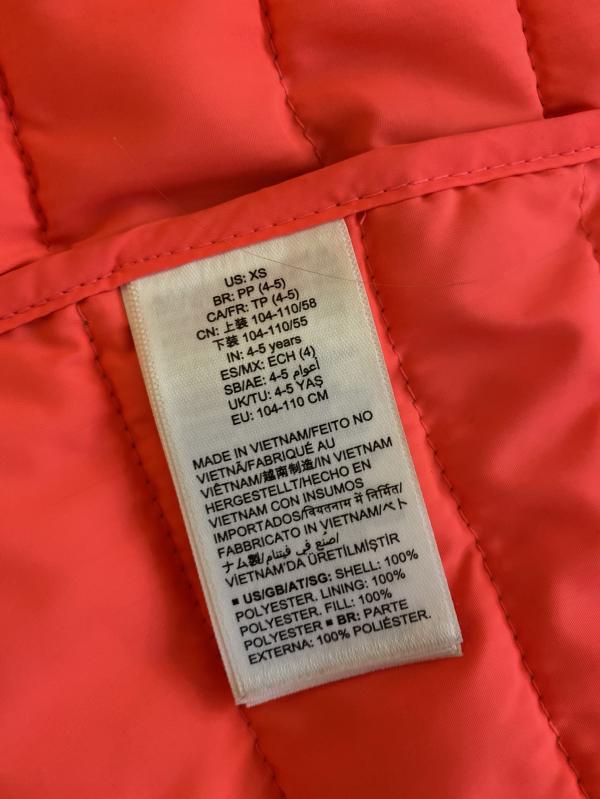 US: XS
BR: PP (4-5)
CA/FR: TP (4-5)
CN: 上装 104-110/58
下装 104-110/55
IN: 4-5 years
ES/MX: ECH (4)
SB/AE: 4-5 أعوام
UK/TU: 4-5 YAŞ
EU: 104-110 CM
MADE IN VIETNAM/FEITO NO
VIETNÃ/FABRIQUÉ AU
VIÊTNAM/越南制造/IN VIETNAM
HERGESTELLT/HECHO EN
VIETNAM CON INSUMOS
IMPORTADOS/वियतनाम में निर्मित/
FABBRICATO IN VIETNAM/ベト
ナム製/صُنع في فيتنام/
VİETNAM'DA ÜRETİLMİŞTİR
■ US/GB/AT/SG: SHELL: 100%
POLYESTER. LINING: 100%
POLYESTER. FILL: 100%
POLYESTER ■ BR: PARTE
EXTERNA: 100% POLIÉSTER.